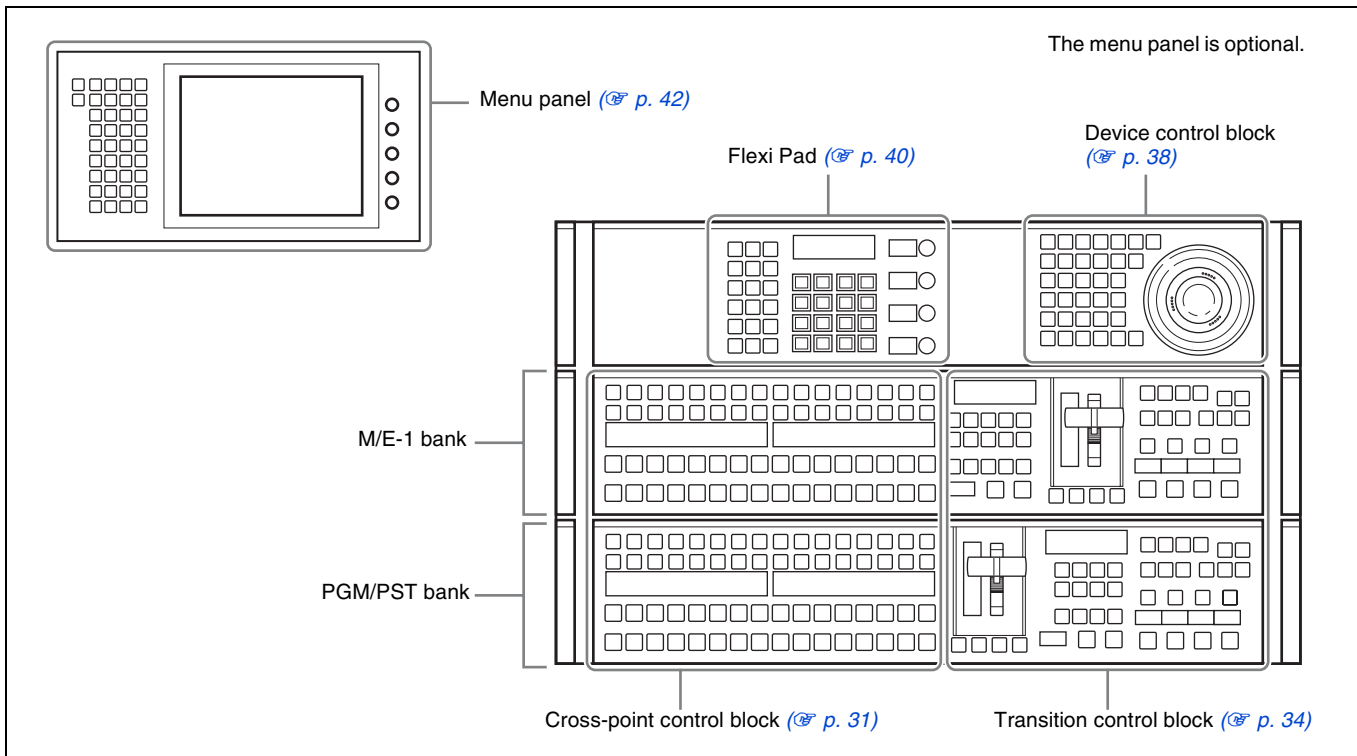 The menu panel is optional.
Menu panel (☞ p. 42)
Flexi Pad (☞ p. 40)
Device control block
(☞ p. 38)
M/E-1 bank
PGM/PST bank
Cross-point control block (☞ p. 31)
Transition control block (☞ p. 34)